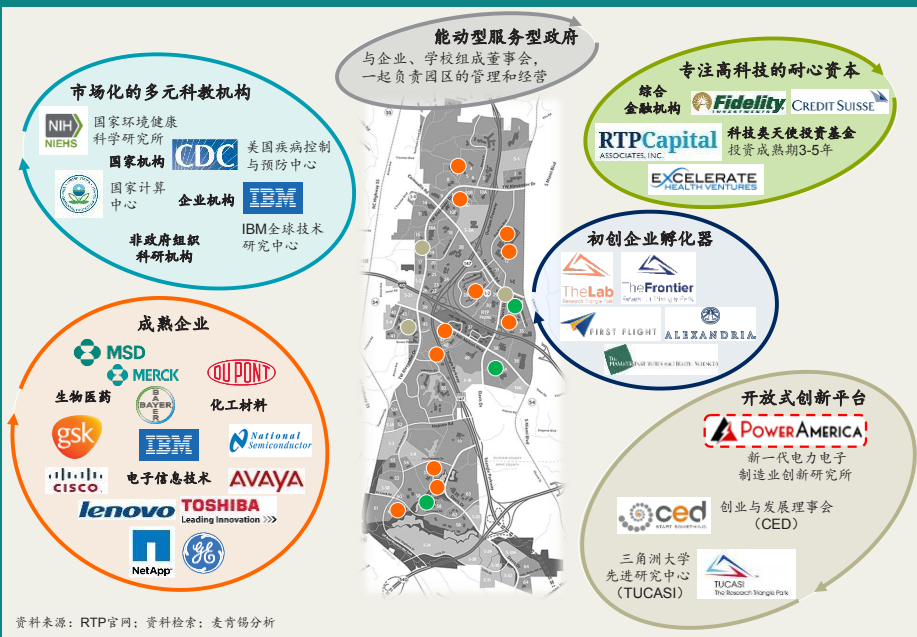 能动型服务型政府
与企业、学校组成董事会，
一起负责园区的管理和经营
市场化的多元科教机构
NIH
NIEHS
国家环境健康
科学研究所
国家机构
CDC
美国疾病控制
与预防中心
国家计算
中心
企业机构
IBM
IBM全球技术
研究中心
非政府组织
科研机构
专注高科技的耐心资本
综合
金融机构
Fidelity
INVESTMENTS
CREDIT SUISSE
RTPCapital
ASSOCIATES, INC.
科技类天使投资基金
投资成熟期3-5年
EXCELERATE
HEALTH VENTURES
初创企业孵化器
TheLab
Research Triangle Park
TheFrontier
Research Triangle Park
FIRST FLIGHT
ALEXANDRIA.
成熟企业
MSD
MERCK
DUPONT
生物医药
BAYER
BAYER
化工材料
gsk
IBM
National
Semiconductor
CISCO.
电子信息技术
AVAYA
lenovo
TOSHIBA
Leading Innovation >>>
NetApp
GE
开放式创新平台
POWERAMERICA
新一代电力电子
制造业创新研究所
ced
START SOMETHING.
创业与发展理事会
（CED）
三角洲大学
先进研究中心
（TUCASI）
TUCASI
The Research Triangle Park
资料来源：RTP官网；资料检索；麦肯锡分析